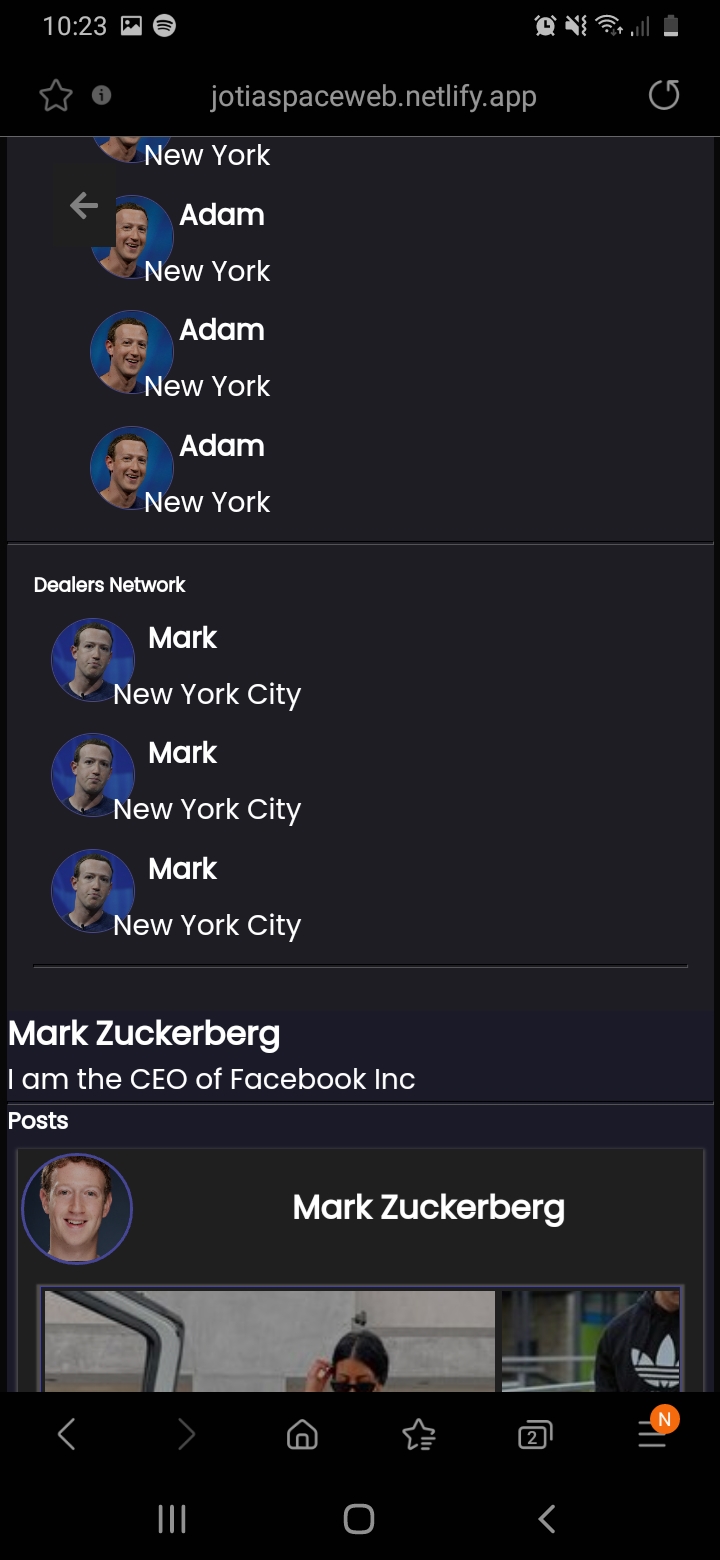 10:23
jotiaspaceweb.netlify.app
New York
Adam
New York
Adam
New York
Adam
New York
Dealers Network
Mark
New York City
Mark
New York City
Mark
New York City
Mark Zuckerberg
I am the CEO of Facebook Inc
Posts
Mark Zuckerberg
2
N